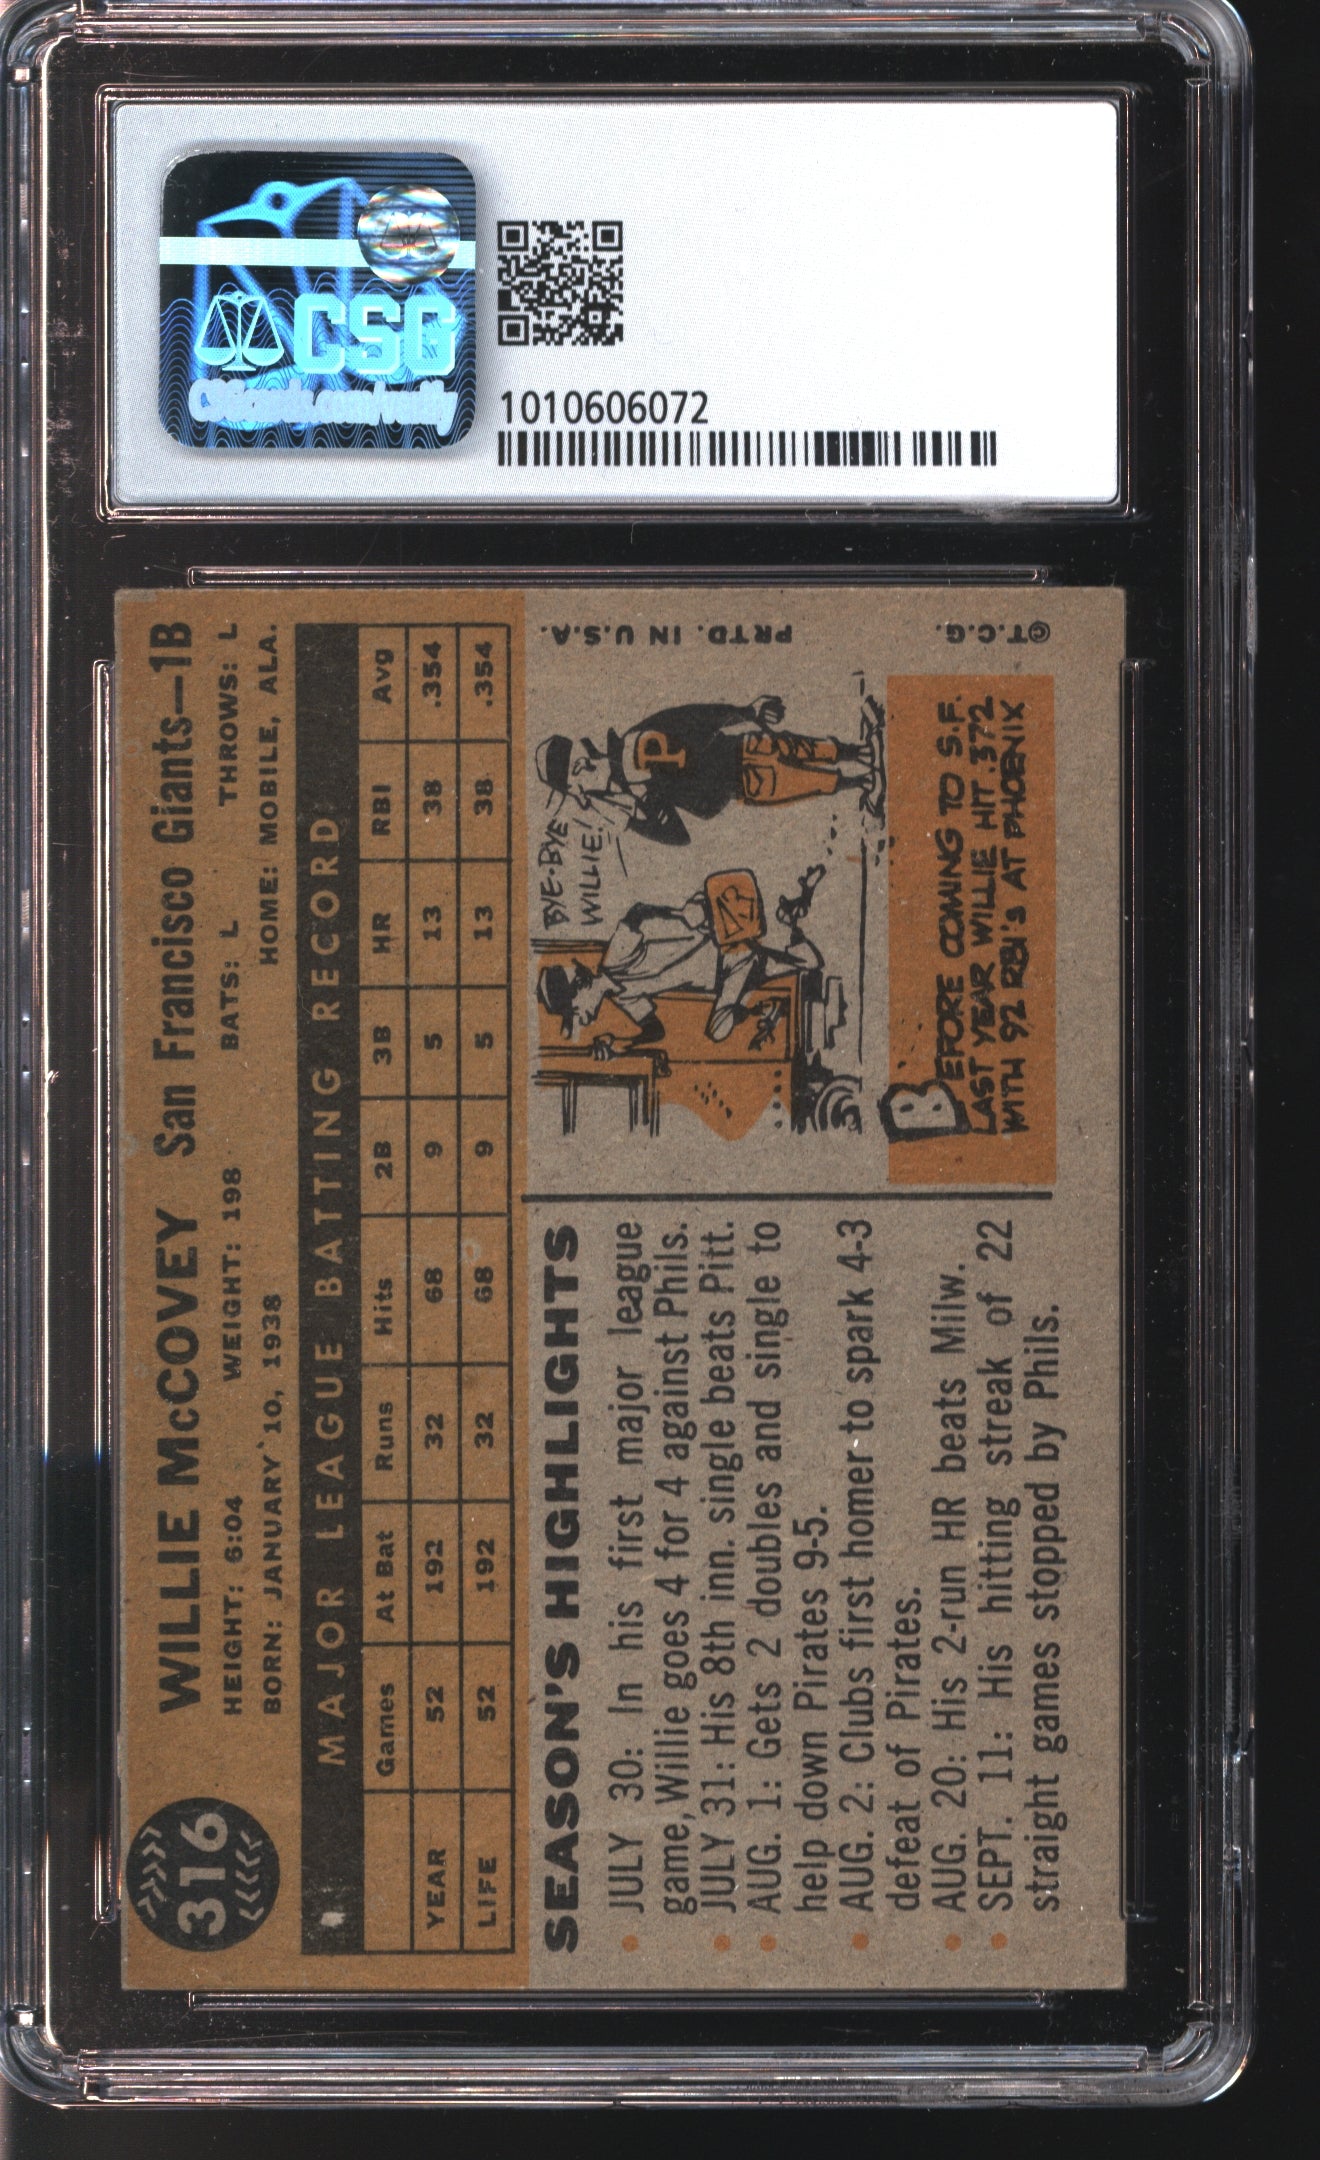 CSG
1010606072
316
WILLIE McCOVEY San Francisco Giants—1B
HEIGHT: 6:04 WEIGHT: 198 BATS: L THROWS: L
BORN: JANUARY 10, 1938 HOME: MOBILE, ALA.
MAJOR LEAGUE BATTING RECORD
Games At Bat Runs Hits 2B 3B HR RBI Avg
YEAR 52 192 32 68 9 5 13 38 .354
LIFE 52 192 32 68 9 5 13 38 .354
SEASON'S HIGHLIGHTS
• JULY 30: In his first major league
game, Willie goes 4 for 4 against Phils.
• JULY 31: His 8th inn. single beats Pitt.
• AUG. 1: Gets 2 doubles and single to
help down Pirates 9-5.
• AUG. 2: Clubs first homer to spark 4-3
defeat of Pirates.
• AUG. 20: His 2-run HR beats Milw.
• SEPT. 11: His hitting streak of 22
straight games stopped by Phils.
BYE-BYE
WILLIE!
P
BEFORE COMING TO S.F.
LAST YEAR WILLIE HIT .372
WITH 92 RBI's AT PHOENIX
©T.C.G. PRTD. IN U.S.A.